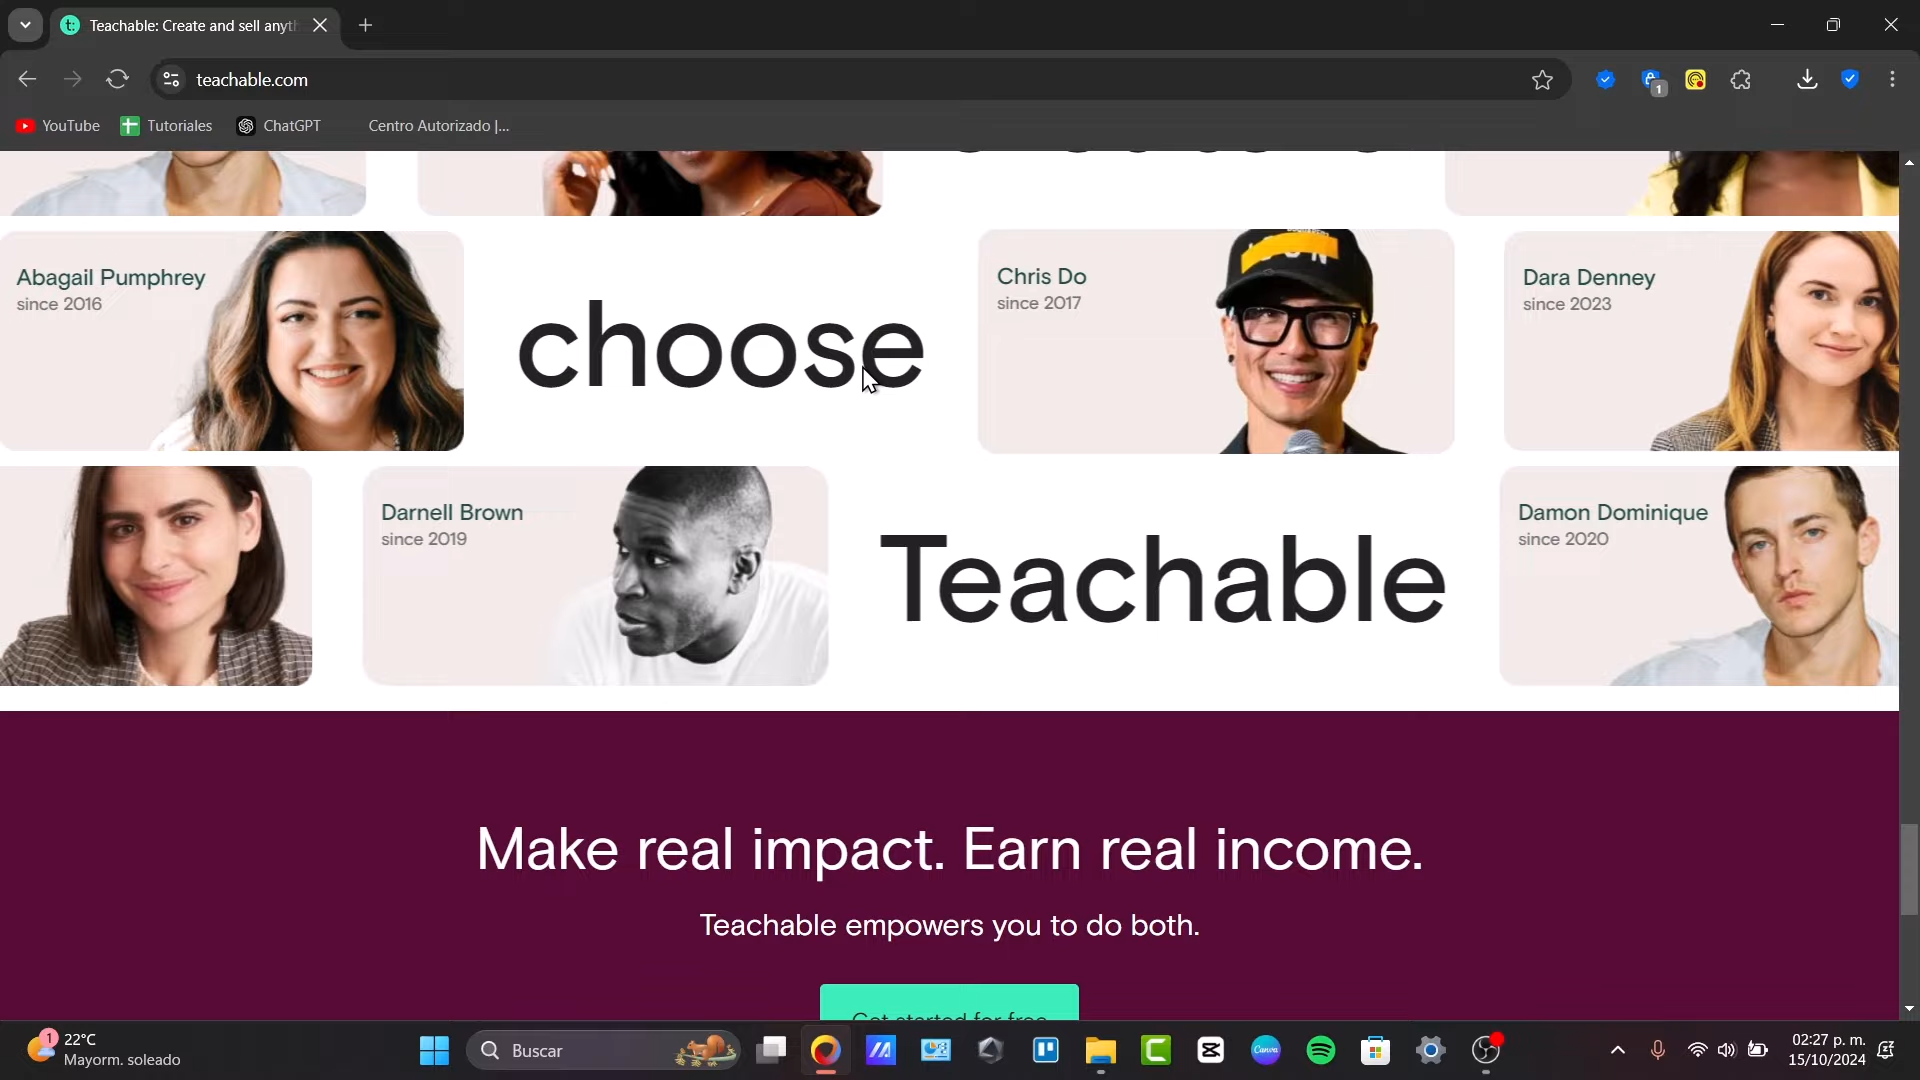 Teachable: Create and sell anyth
teachable.com
1
YouTube
Tutoriales
ChatGPT
Centro Autorizado |...
Abagail Pumphrey
since 2016
choose
Chris Do
since 2017
Dara Denney
since 2023
Darnell Brown
since 2019
Teachable
Damon Dominique
since 2020
Make real impact. Earn real income.
Teachable empowers you to do both.
Get started for free
1
22°C
Mayorm. soleado
Buscar
Canva
02:27 p. m.
15/10/2024